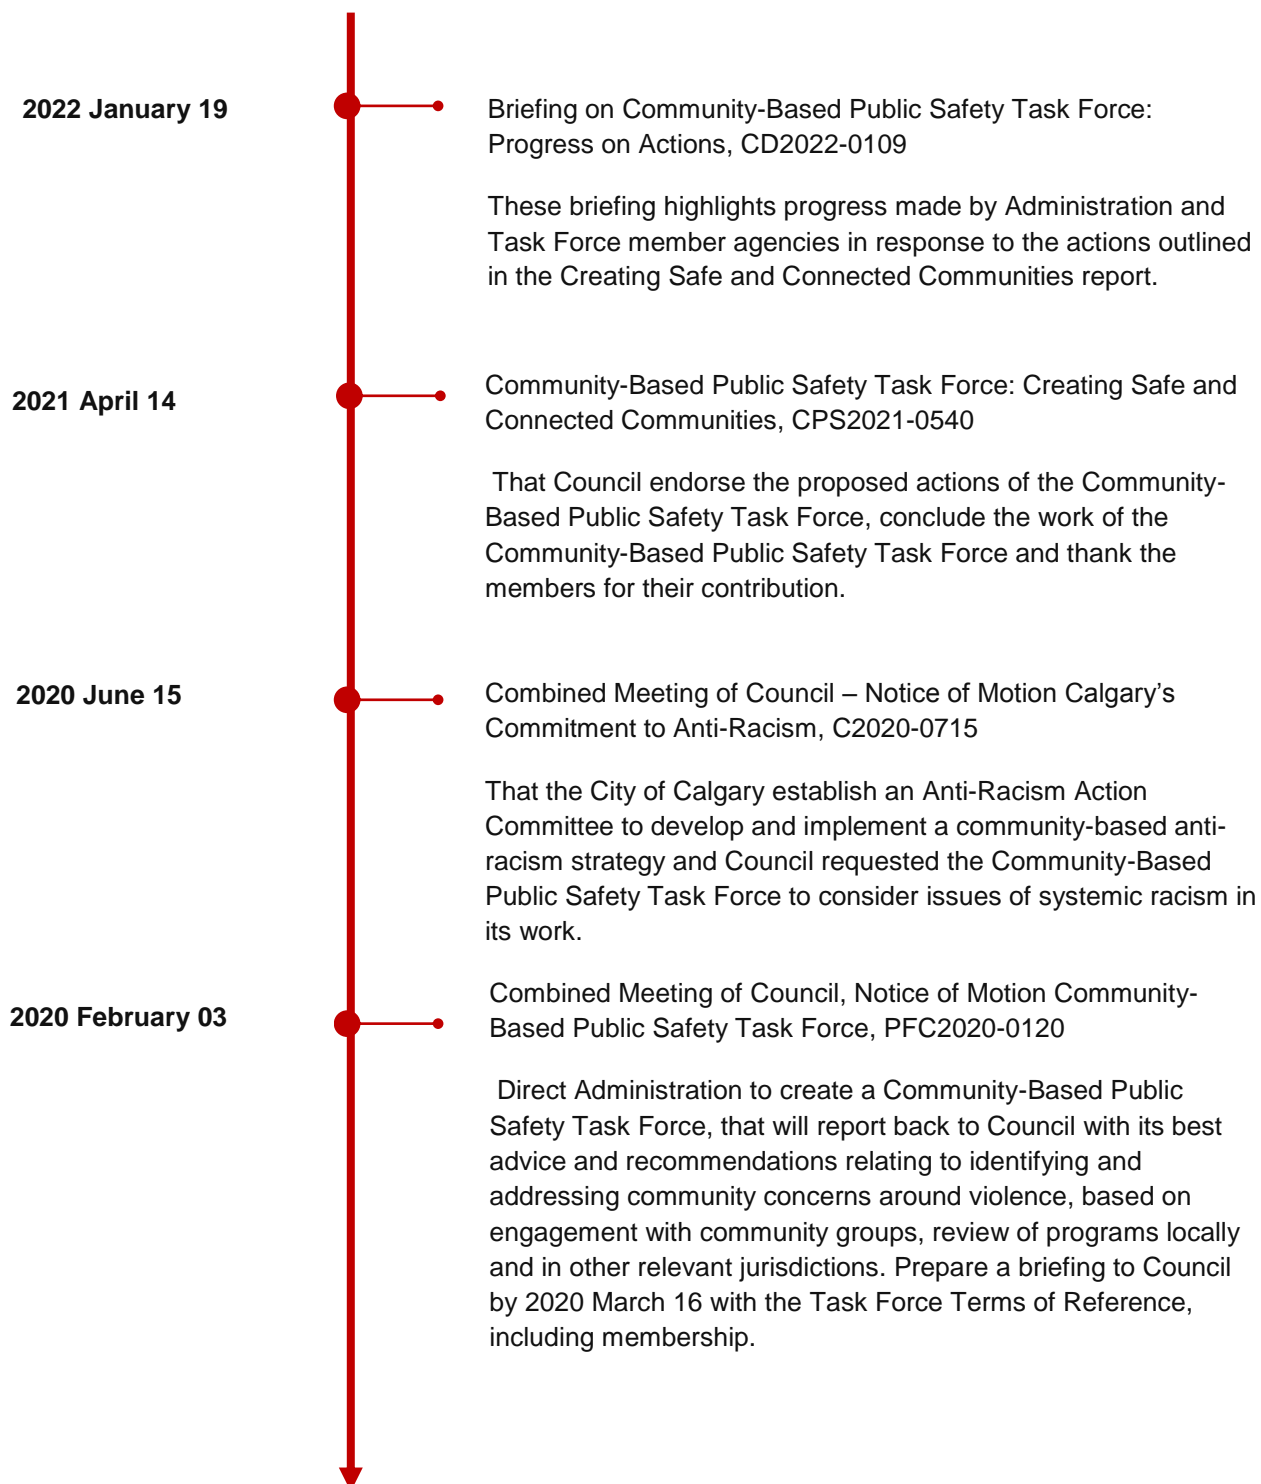 2022 January 19
Briefing on Community-Based Public Safety Task Force:
Progress on Actions, CD2022-0109
These briefing highlights progress made by Administration and
Task Force member agencies in response to the actions outlined
in the Creating Safe and Connected Communities report.
2021 April 14
Community-Based Public Safety Task Force: Creating Safe and
Connected Communities, CPS2021-0540
That Council endorse the proposed actions of the Community-
Based Public Safety Task Force, conclude the work of the
Community-Based Public Safety Task Force and thank the
members for their contribution.
2020 June 15
Combined Meeting of Council – Notice of Motion Calgary’s
Commitment to Anti-Racism, C2020-0715
That the City of Calgary establish an Anti-Racism Action
Committee to develop and implement a community-based anti-
racism strategy and Council requested the Community-Based
Public Safety Task Force to consider issues of systemic racism in
its work.
2020 February 03
Combined Meeting of Council, Notice of Motion Community-
Based Public Safety Task Force, PFC2020-0120
Direct Administration to create a Community-Based Public
Safety Task Force, that will report back to Council with its best
advice and recommendations relating to identifying and
addressing community concerns around violence, based on
engagement with community groups, review of programs locally
and in other relevant jurisdictions. Prepare a briefing to Council
by 2020 March 16 with the Task Force Terms of Reference,
including membership.